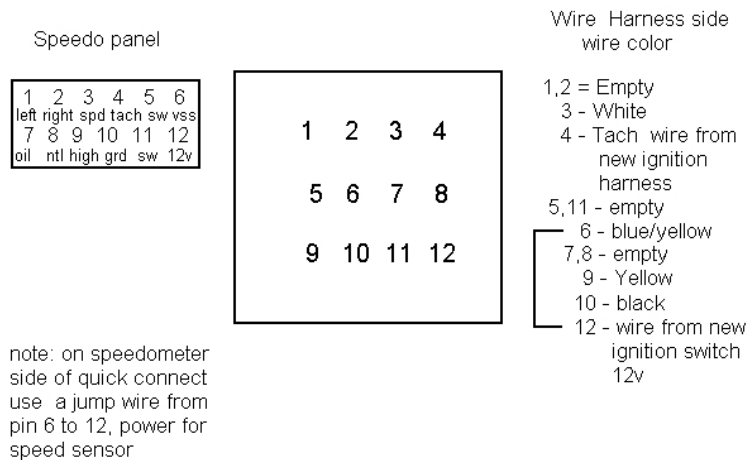 Speedo panel
1 2 3 4 5 6
left right spd tach sw vss
7 8 9 10 11 12
oil ntl high grd sw 12v
note: on speedometer
side of quick connect
use a jump wire from
pin 6 to 12, power for
speed sensor
1 2 3 4
5 6 7 8
9 10 11 12
Wire Harness side
wire color
1,2 = Empty
3 - White
4 - Tach wire from
new ignition
harness
5,11 - empty
6 - blue/yellow
7,8 - empty
9 - Yellow
10 - black
12 - wire from new
ignition switch
12v